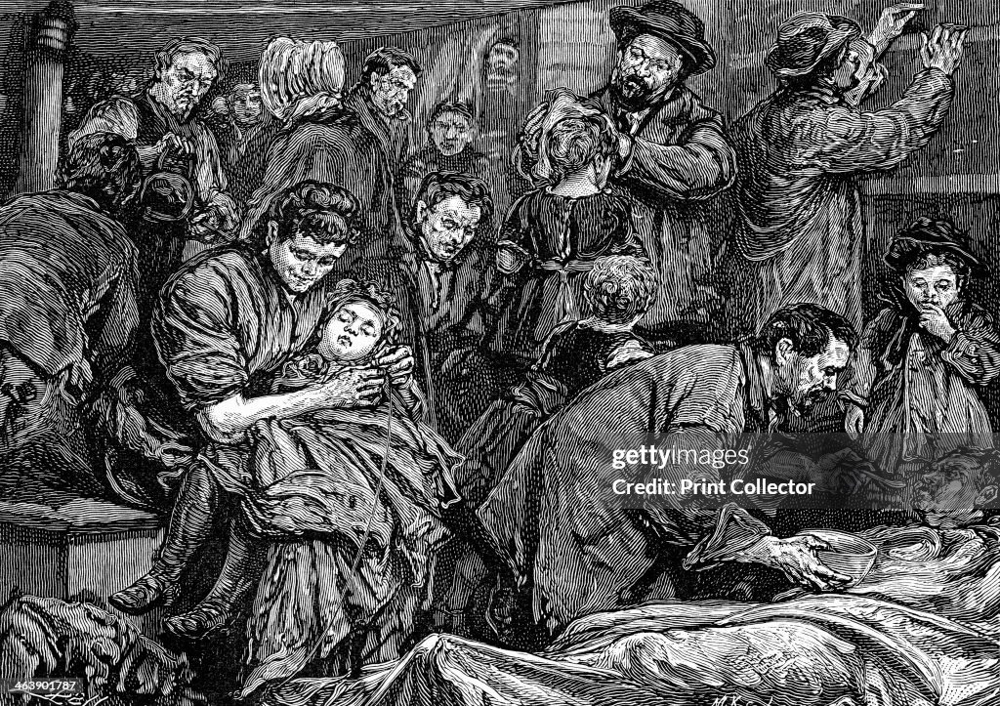 gettyimages®
Credit: Print Collector
463901787
M.K.